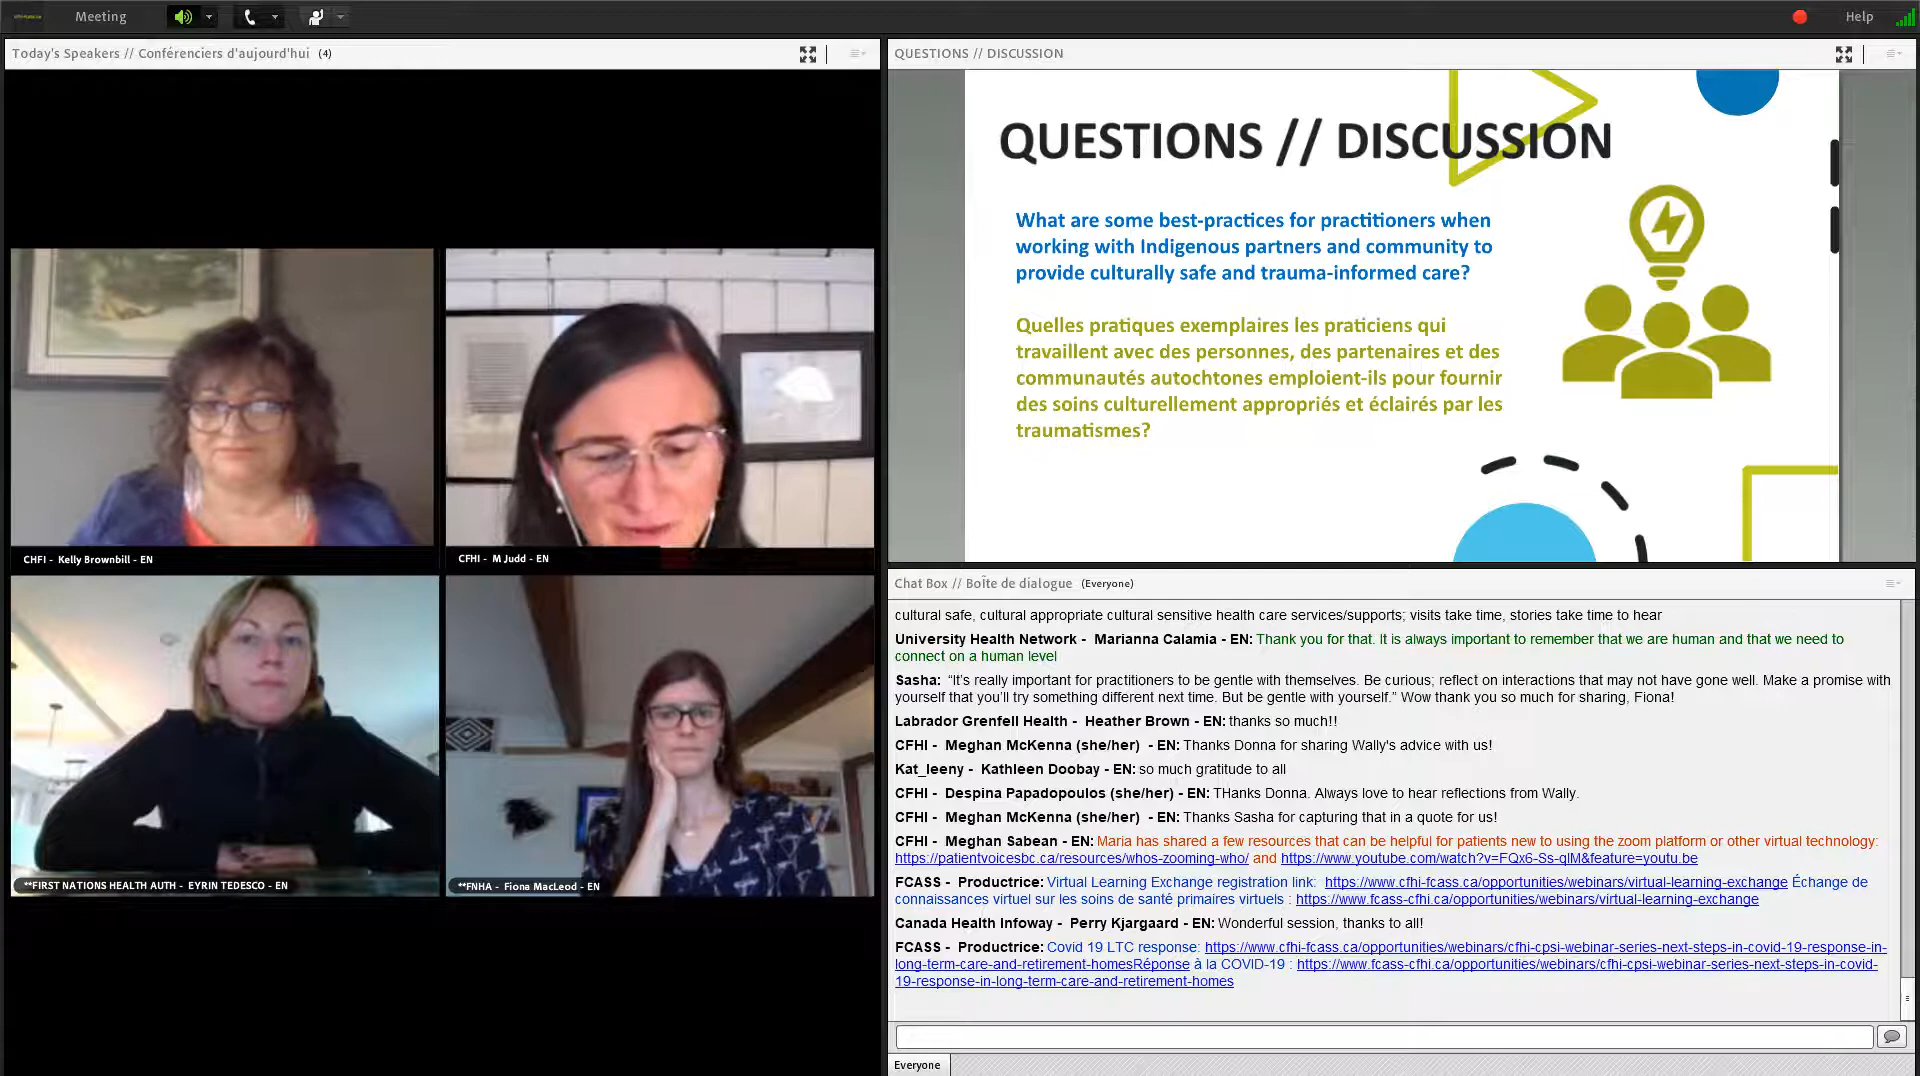 Meeting
Help
Today's Speakers // Conférenciers d'aujourd'hui (4)
CHFI - Kelly Brownbill - EN
CFHI - M Judd - EN
**FIRST NATIONS HEALTH AUTH - EYRIN TEDESCO - EN
**FNHA - Fiona MacLeod - EN
QUESTIONS // DISCUSSION
QUESTIONS // DISCUSSION
What are some best-practices for practitioners when
working with Indigenous partners and community to
provide culturally safe and trauma-informed care?
Quelles pratiques exemplaires les praticiens qui
travaillent avec des personnes, des partenaires et des
communautés autochtones emploient-ils pour fournir
des soins culturellement appropriés et éclairés par les
traumatismes?
Chat Box // Boîte de dialogue (Everyone)
cultural safe, cultural appropriate cultural sensitive health care services/supports; visits take time, stories take time to hear
University Health Network - Marianna Calamia - EN: Thank you for that. It is always important to remember that we are human and that we need to
connect on a human level
Sasha: “It’s really important for practitioners to be gentle with themselves. Be curious; reflect on interactions that may not have gone well. Make a promise with
yourself that you’ll try something different next time. But be gentle with yourself.” Wow thank you so much for sharing, Fiona!
Labrador Grenfell Health - Heather Brown - EN: thanks so much!!
CFHI - Meghan McKenna (she/her) - EN: Thanks Donna for sharing Wally's advice with us!
Kat_leeny - Kathleen Doobay - EN: so much gratitude to all
CFHI - Despina Papadopoulos (she/her) - EN: THanks Donna. Always love to hear reflections from Wally.
CFHI - Meghan McKenna (she/her) - EN: Thanks Sasha for capturing that in a quote for us!
CFHI - Meghan Sabean - EN: Maria has shared a few resources that can be helpful for patients new to using the zoom platform or other virtual technology:
https://patientvoicesbc.ca/resources/whos-zooming-who/ and https://www.youtube.com/watch?v=FQx6-Ss-qlM&feature=youtu.be
FCASS - Productrice: Virtual Learning Exchange registration link: https://www.cfhi-fcass.ca/opportunities/webinars/virtual-learning-exchange Échange de
connaissances virtuel sur les soins de santé primaires virtuels : https://www.fcass-cfhi.ca/opportunities/webinars/virtual-learning-exchange
Canada Health Infoway - Perry Kjargaard - EN: Wonderful session, thanks to all!
FCASS - Productrice: Covid 19 LTC response: https://www.cfhi-fcass.ca/opportunities/webinars/cfhi-cpsi-webinar-series-next-steps-in-covid-19-response-in-
long-term-care-and-retirement-homesRéponse à la COVID-19 : https://www.fcass-cfhi.ca/opportunities/webinars/cfhi-cpsi-webinar-series-next-steps-in-covid-
19-response-in-long-term-care-and-retirement-homes
Everyone